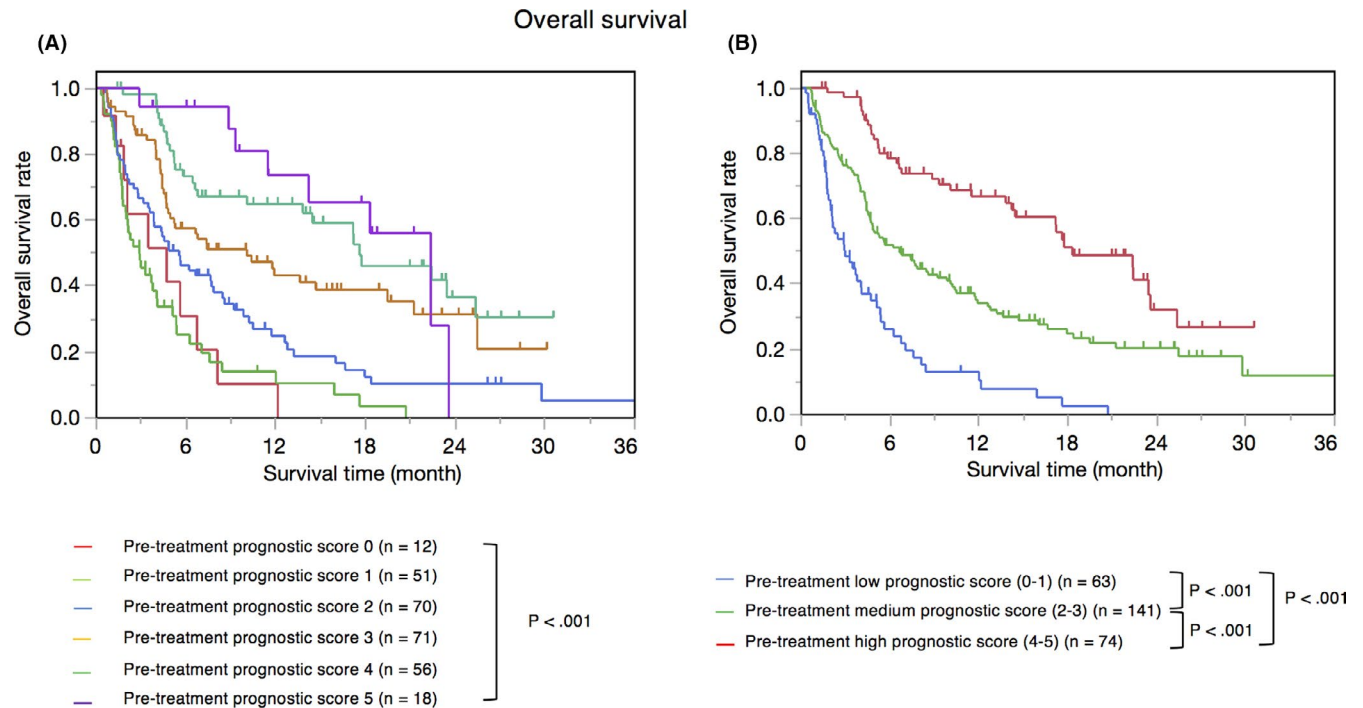 Overall survival
(A)
1.0
0.8
0.6
0.4
0.2
0.0
Overall survival rate
0 6 12 18 24 30 36
Survival time (month)
Pre-treatment prognostic score 0 (n = 12)
Pre-treatment prognostic score 1 (n = 51)
Pre-treatment prognostic score 2 (n = 70)
Pre-treatment prognostic score 3 (n = 71)
Pre-treatment prognostic score 4 (n = 56)
Pre-treatment prognostic score 5 (n = 18)
P < .001
(B)
1.0
0.8
0.6
0.4
0.2
0.0
Overall survival rate
0 6 12 18 24 30 36
Survival time (month)
Pre-treatment low prognostic score (0-1) (n = 63)
Pre-treatment medium prognostic score (2-3) (n = 141)
Pre-treatment high prognostic score (4-5) (n = 74)
P < .001
P < .001
P < .001